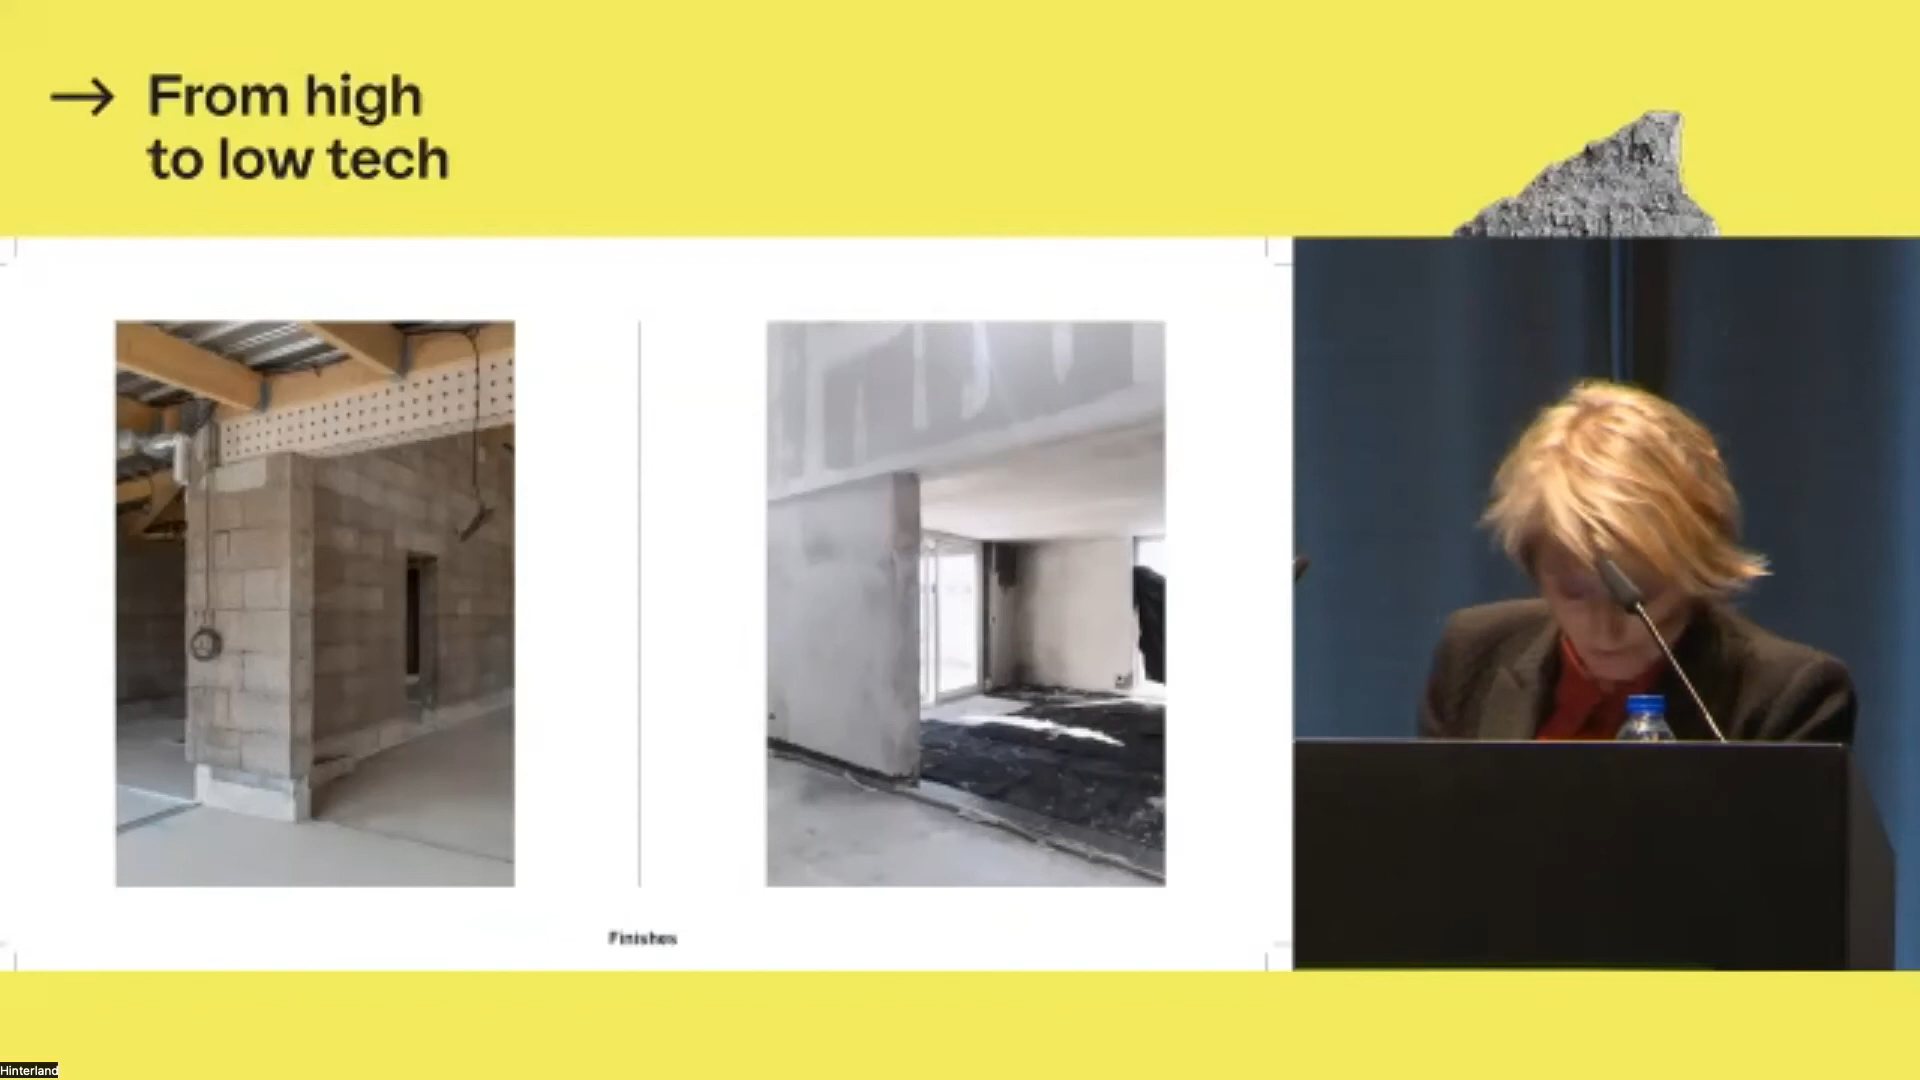 → From high
to low tech
Finishes
Hinterland